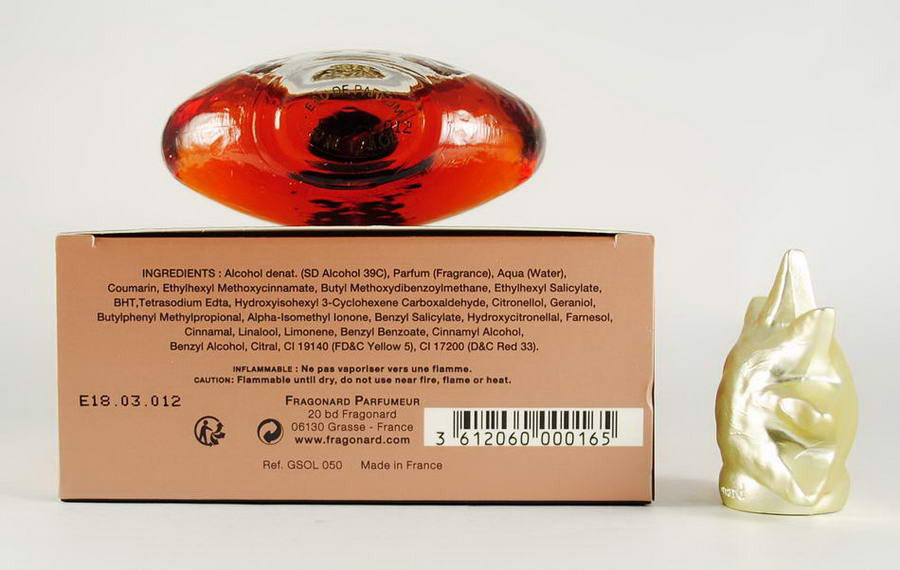 EAU DE PARFUM
INGREDIENTS : Alcohol denat. (SD Alcohol 39C), Parfum (Fragrance), Aqua (Water),
Coumarin, Ethylhexyl Methoxycinnamate, Butyl Methodydibenzoylmethane, Ethylhexyl Salicylate,
BHT,Tetrasodium Edta, Hydroxyisohexyl 3-Cyclohexene Carboxaldehyde, Citronellol, Geraniol,
Butylphenyl Methylpropional, Alpha-Isomethyl Ionone, Benzyl Salicylate, Hydroxycitronellal, Farnesol,
Cinnamal, Linalool, Limonene, Benzyl Benzoate, Cinnamyl Alcohol,
Benzyl Alcohol, Citral, CI 19140 (FD&C Yellow 5), CI 17200 (D&C Red 33).
INFLAMMABLE : Ne pas vaporiser vers une flamme.
CAUTION: Flammable until dry, do not use near fire, flame or heat.
E18.03.012
FRAGONARD PARFUMEUR
20 bd Fragonard
06130 Grasse - France
www.fragonard.com
3 612060 000165
Ref. GSOL 050 Made in France